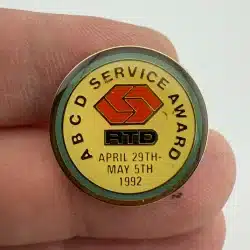 ABCD SERVICE AWARD
RTD
APRIL 29TH-
MAY 5TH
1992